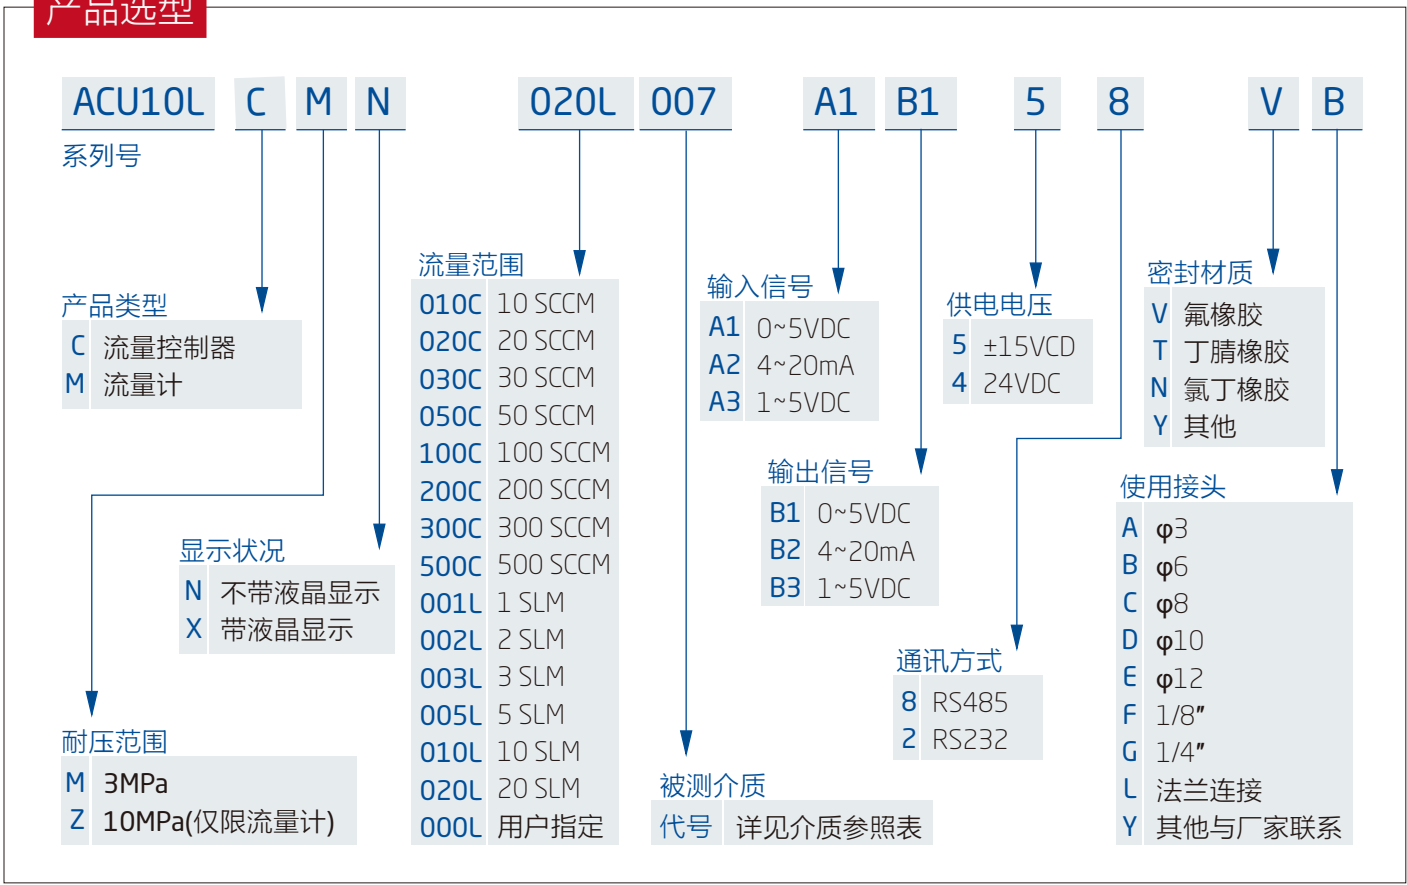 产品选型
ACU10L C M N 020L 007 A1 B1 5 8 V B
系列号
产品类型
C 流量控制器
M 流量计
耐压范围
M 3MPa
Z 10MPa(仅限流量计)
显示状况
N 不带液晶显示
X 带液晶显示
流量范围
010C 10 SCCM
020C 20 SCCM
030C 30 SCCM
050C 50 SCCM
100C 100 SCCM
200C 200 SCCM
300C 300 SCCM
500C 500 SCCM
001L 1 SLM
002L 2 SLM
003L 3 SLM
005L 5 SLM
010L 10 SLM
020L 20 SLM
000L 用户指定
被测介质
代号 详见介质参照表
输入信号
A1 0~5VDC
A2 4~20mA
A3 1~5VDC
输出信号
B1 0~5VDC
B2 4~20mA
B3 1~5VDC
供电电压
5 ±15VCD
4 24VDC
通讯方式
8 RS485
2 RS232
密封材质
V 氟橡胶
T 丁腈橡胶
N 氯丁橡胶
Y 其他
使用接头
A φ3
B φ6
C φ8
D φ10
E φ12
F 1/8″
G 1/4″
L 法兰连接
Y 其他与厂家联系